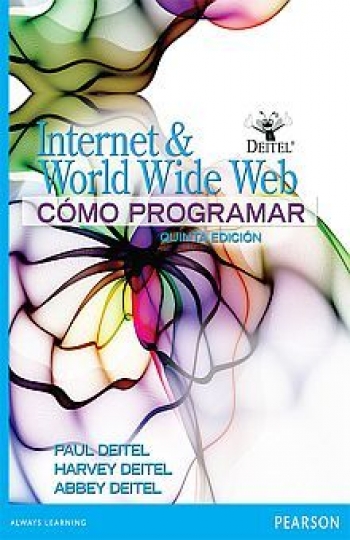 Internet &
DEITEL®
World Wide Web
CÓMO PROGRAMAR
QUINTA EDICIÓN
PAUL DEITEL
HARVEY DEITEL
ABBEY DEITEL
ALWAYS LEARNING
PEARSON